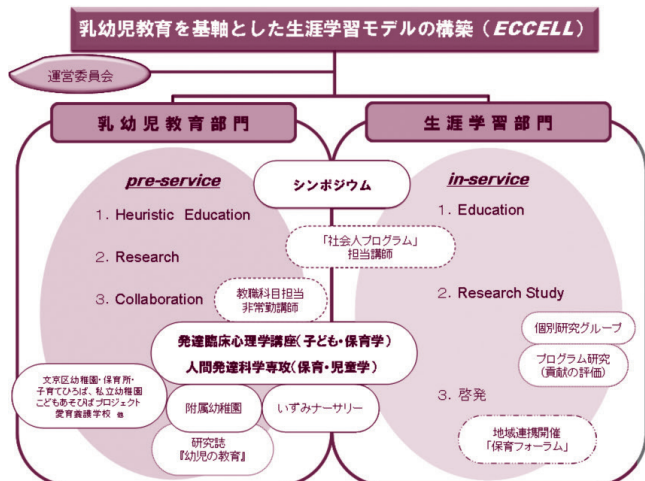 乳幼児教育を基軸とした生涯学習モデルの構築（ECCELL）
運営委員会
乳幼児教育部門
生涯学習部門
pre-service
シンポジウム
in-service
1. Heuristic Education
2. Research
3. Collaboration
1. Education
「社会人プログラム」
担当講師
教職科目担当
非常勤講師
2. Research Study
個別研究グループ
プログラム研究
（貢献の評価）
発達臨床心理学講座（子ども・保育学）
人間発達科学専攻（保育・児童学）
文京区幼稚園・保育所・
子育てひろば、私立幼稚園
こどもあそびばプロジェクト
愛育養護学校 他
附属幼稚園
いずみナーサリー
研究誌
『幼児の教育』
3. 啓発
地域連携開催
「保育フォーラム」